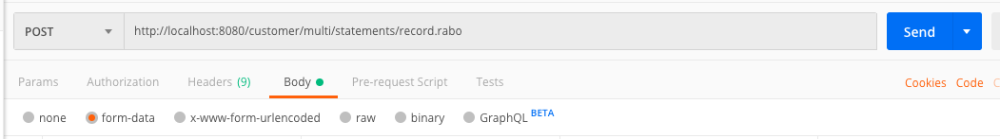 POST http://localhost:8080/customer/multi/statements/record.rabo Send
Params Authorization Headers (9) Body Pre-request Script Tests Cookies Code
none form-data x-www-form-urlencoded raw binary GraphQL BETA